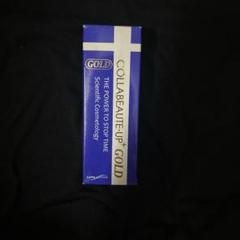 COLLABEAUTE-UP+ GOLD
GOLD
THE POWER TO STOP TIME
Scientific Cosmetology